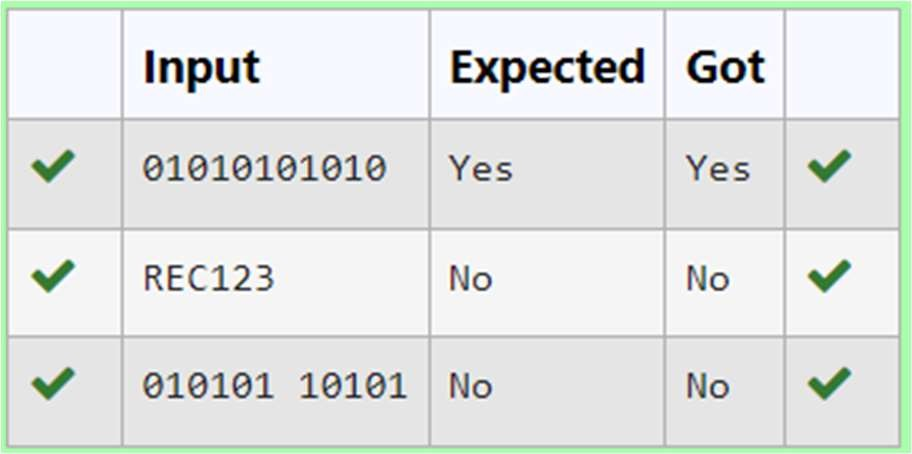 Input Expected Got
01010101010 Yes Yes
REC123 No No
010101 10101 No No